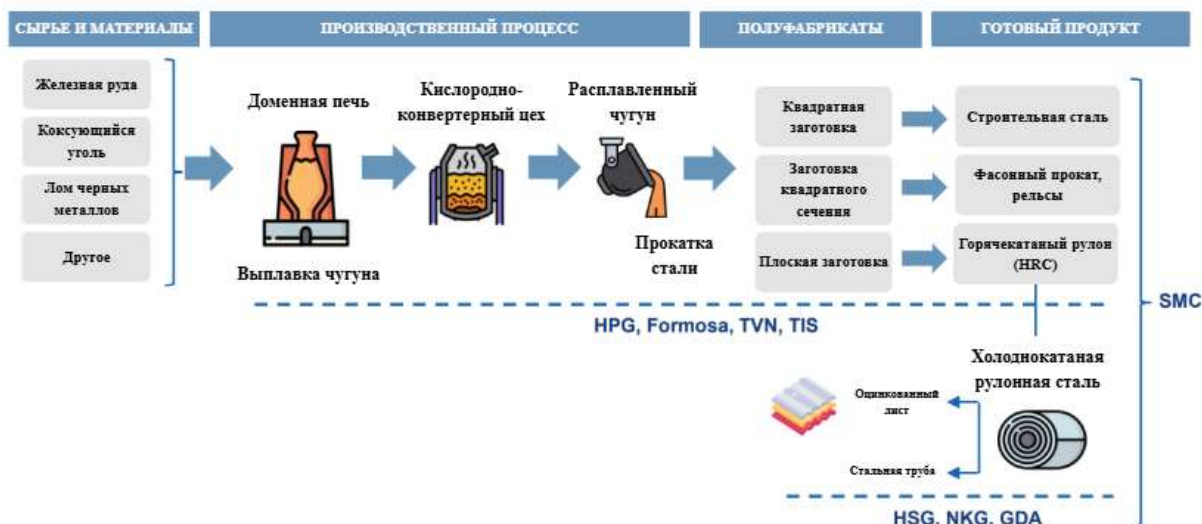 СЫРЬЕ И МАТЕРИАЛЫ
ПРОИЗВОДСТВЕННЫЙ ПРОЦЕСС
ПОЛУФАБРИКАТЫ
ГОТОВЫЙ ПРОДУКТ
Железная руда
Коксующийся
уголь
Лом черных
металлов
Другое
Доменная печь
Выплавка чугуна
Кислородно-
конвертерный цех
Расплавленный
чугун
Прокатка
стали
Квадратная
заготовка
Заготовка
квадратного
сечения
Плоская заготовка
Строительная сталь
Фасонный прокат,
рельсы
Горячекатаный рулон
(HRC)
SMC
HPG, Formosa, TVN, TIS
Холоднокатаная
рулонная сталь
Оцинкованный
лист
Стальная труба
HSG, NKG, GDA